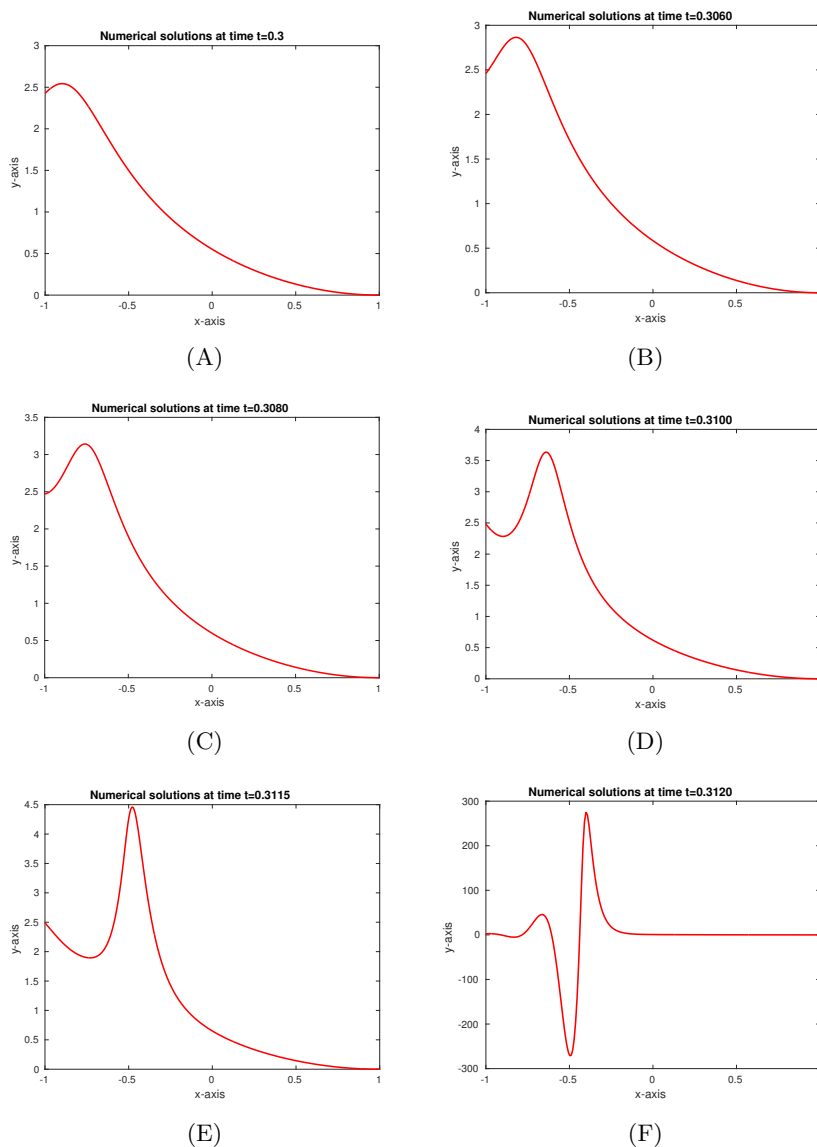 Numerical solutions at time t=0.3
3
2.5
2
1.5
1
0.5
0
y-axis
-1 -0.5 0 0.5 1
x-axis
(A)
Numerical solutions at time t=0.3060
3
2.5
2
1.5
1
0.5
0
y-axis
-1 -0.5 0 0.5
x-axis
(B)
Numerical solutions at time t=0.3080
3.5
3
2.5
2
1.5
1
0.5
0
y-axis
-1 -0.5 0 0.5 1
x-axis
(C)
Numerical solutions at time t=0.3100
4
3.5
3
2.5
2
1.5
1
0.5
0
y-axis
-1 -0.5 0 0.5
x-axis
(D)
Numerical solutions at time t=0.3115
4.5
4
3.5
3
2.5
2
1.5
1
0.5
0
y-axis
-1 -0.5 0 0.5 1
x-axis
(E)
Numerical solutions at time t=0.3120
300
200
100
0
-100
-200
-300
y-axis
-1 -0.5 0 0.5
x-axis
(F)